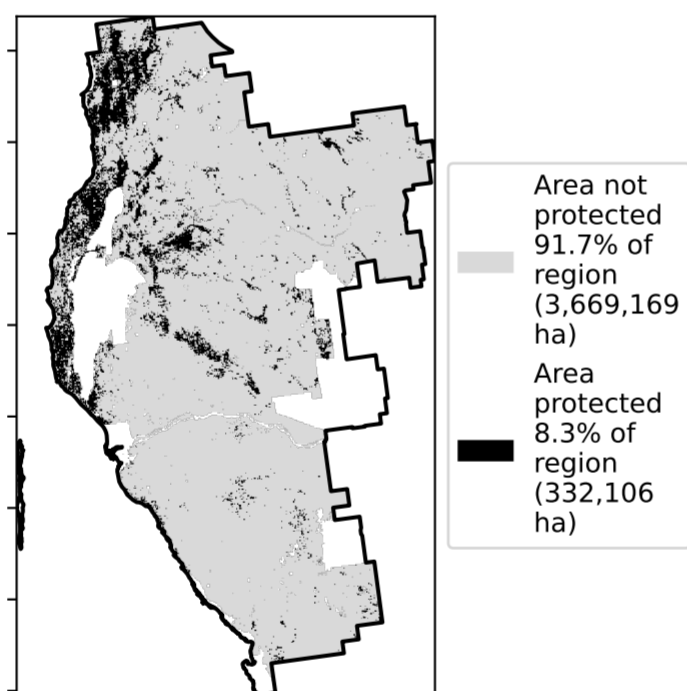 Area not
protected
91.7% of
region
(3,669,169
ha)
Area
protected
8.3% of
region
(332,106
ha)